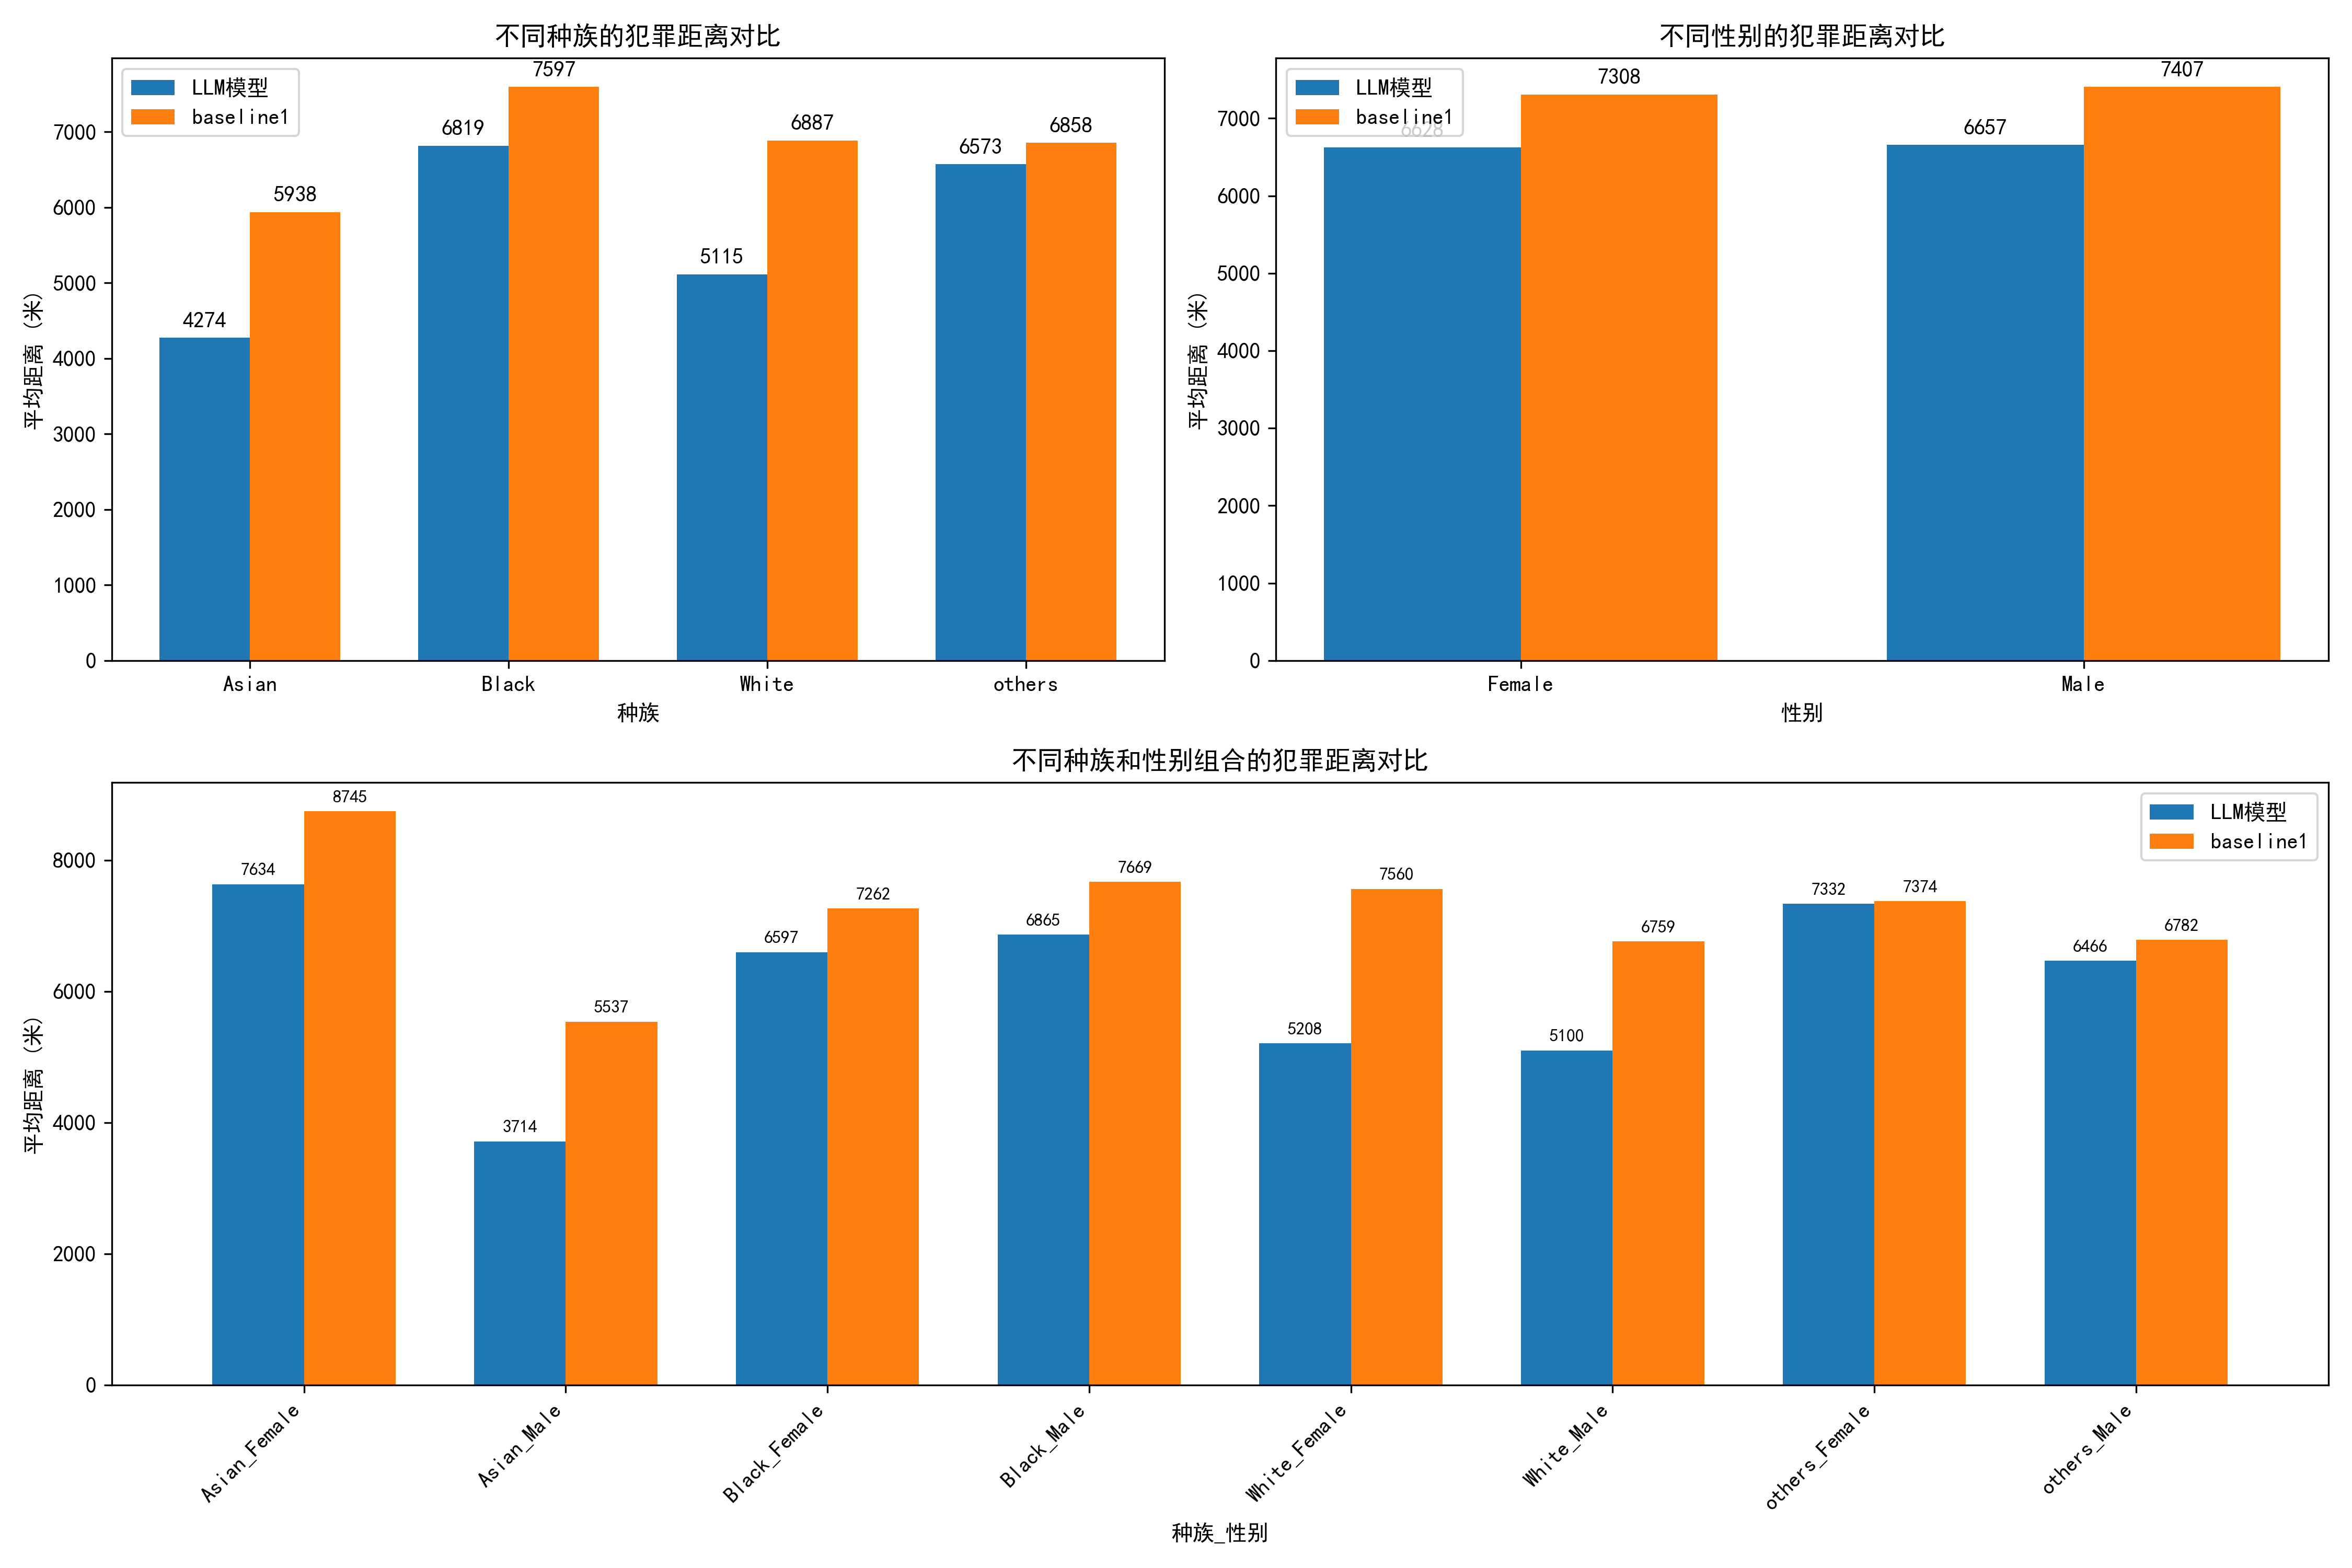 不同种族的犯罪距离对比
LLM模型
baseline1
7597
6819
6887
6573
6858
5938
5115
4274
平均距离 (米)
7000
6000
5000
4000
3000
2000
1000
0
Asian
Black
White
others
种族
不同性别的犯罪距离对比
LLM模型
baseline1
6628
7308
6657
7407
平均距离 (米)
7000
6000
5000
4000
3000
2000
1000
0
Female
Male
性别
不同种族和性别组合的犯罪距离对比
LLM模型
baseline1
7634
8745
3714
5537
6597
7262
6865
7669
5208
7560
5100
6759
7332
7374
6466
6782
平均距离 (米)
8000
6000
4000
2000
0
Asian_Female
Asian_Male
Black_Female
Black_Male
White_Female
White_Male
others_Female
others_Male
种族_性别